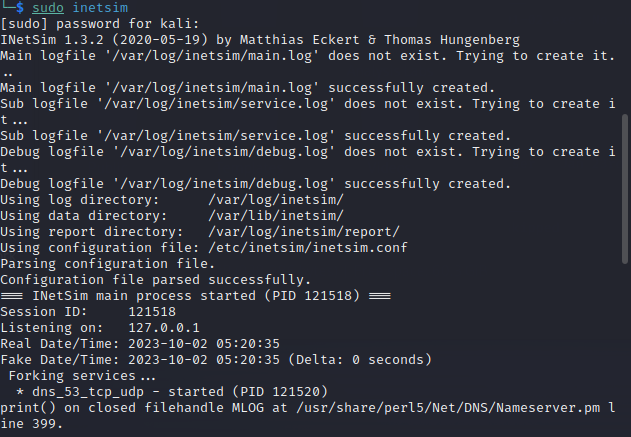 └─$ sudo inetsim
[sudo] password for kali:
INetSim 1.3.2 (2020-05-19) by Matthias Eckert & Thomas Hungenberg
Main logfile '/var/log/inetsim/main.log' does not exist. Trying to create it.
..
Main logfile '/var/log/inetsim/main.log' successfully created.
Sub logfile '/var/log/inetsim/service.log' does not exist. Trying to create i
t...
Sub logfile '/var/log/inetsim/service.log' successfully created.
Debug logfile '/var/log/inetsim/debug.log' does not exist. Trying to create i
t...
Debug logfile '/var/log/inetsim/debug.log' successfully created.
Using log directory:      /var/log/inetsim/
Using data directory:     /var/lib/inetsim/
Using report directory:   /var/log/inetsim/report/
Using configuration file: /etc/inetsim/inetsim.conf
Parsing configuration file.
Configuration file parsed successfully.
=== INetSim main process started (PID 121518) ===
Session ID:     121518
Listening on:   127.0.0.1
Real Date/Time: 2023-10-02 05:20:35
Fake Date/Time: 2023-10-02 05:20:35 (Delta: 0 seconds)
 Forking services...
  * dns_53_tcp_udp - started (PID 121520)
print() on closed filehandle MLOG at /usr/share/perl5/Net/DNS/Nameserver.pm l
ine 399.